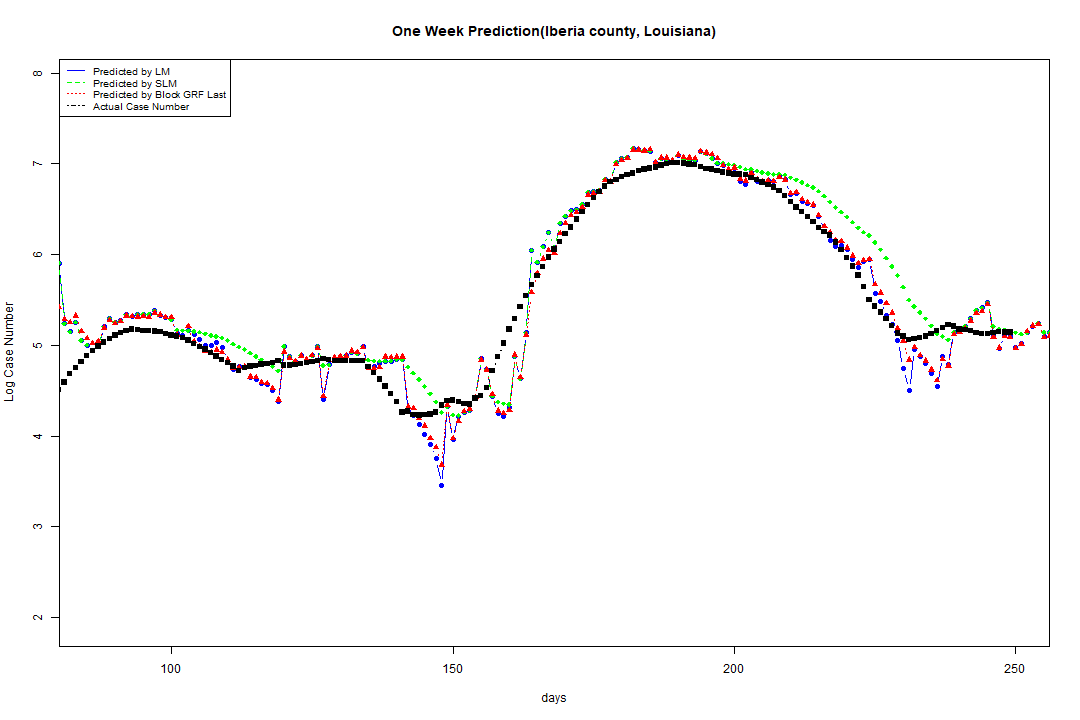 One Week Prediction(Iberia county, Louisiana)
Predicted by LM
Predicted by SLM
Predicted by Block GRF Last
Actual Case Number
8
7
6
5
4
3
2
Log Case Number
100
150
200
250
days